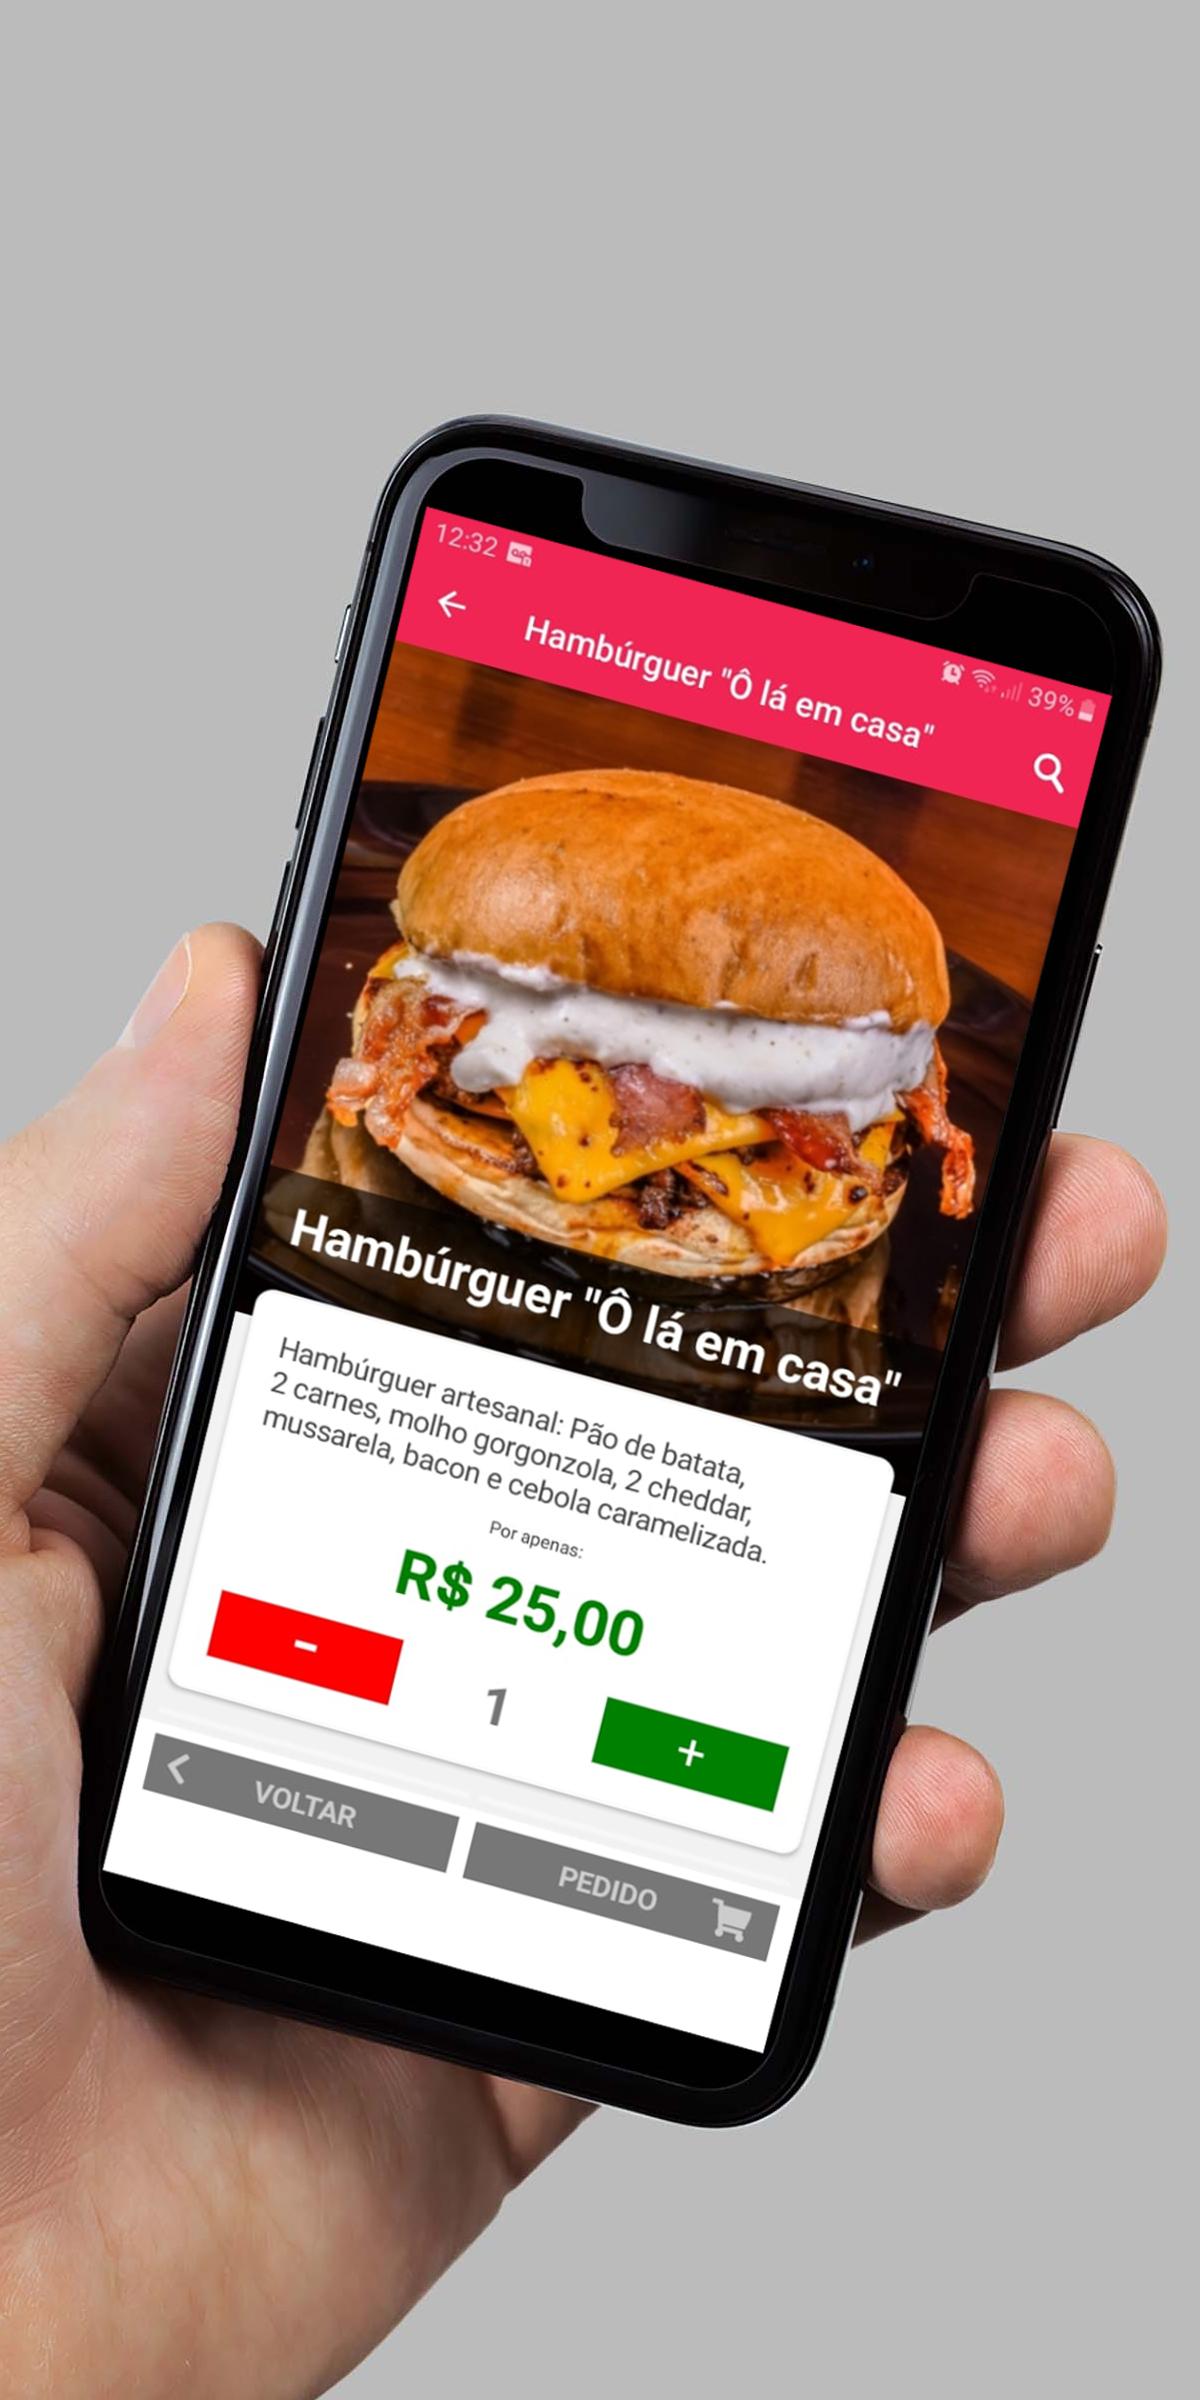 12:32
39%
Hambúrguer "Ô lá em casa"
Hambúrguer "Ô lá em casa"
Hambúrguer artesanal: Pão de batata,
2 carnes, molho gorgonzola, 2 cheddar,
mussarela, bacon e cebola caramelizada.
Por apenas:
R$ 25,00
-
1
+
VOLTAR
PEDIDO